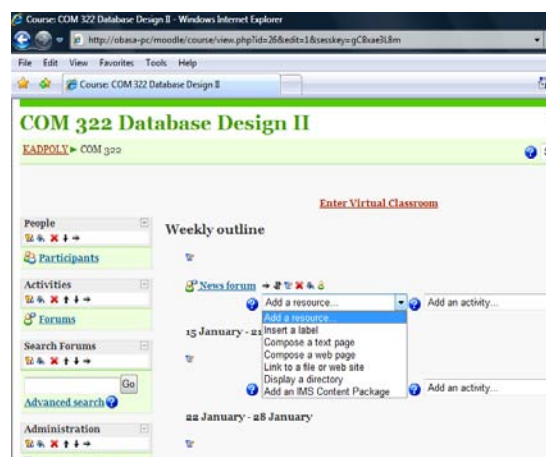 Course: COM 322 Database Design II - Windows Internet Explorer
http://obasa-pc/moodle/course/view.php?id=26&edit=1&sesskey=gC8xae3L8m
File Edit View Favorites Tools Help
Course: COM 322 Database Design II
COM 322 Database Design II
KADPOLY ► COM 322
Enter Virtual Classroom
People
Participants
Activities
Forums
Search Forums
Go
Advanced search
Administration
Weekly outline
News forum
Add a resource... Add an activity...
Add a resource...
Insert a label
Compose a text page
Compose a web page
Link to a file or web site
Display a directory
Add an IMS Content Package
15 January - 21
Add an activity...
22 January - 28 January